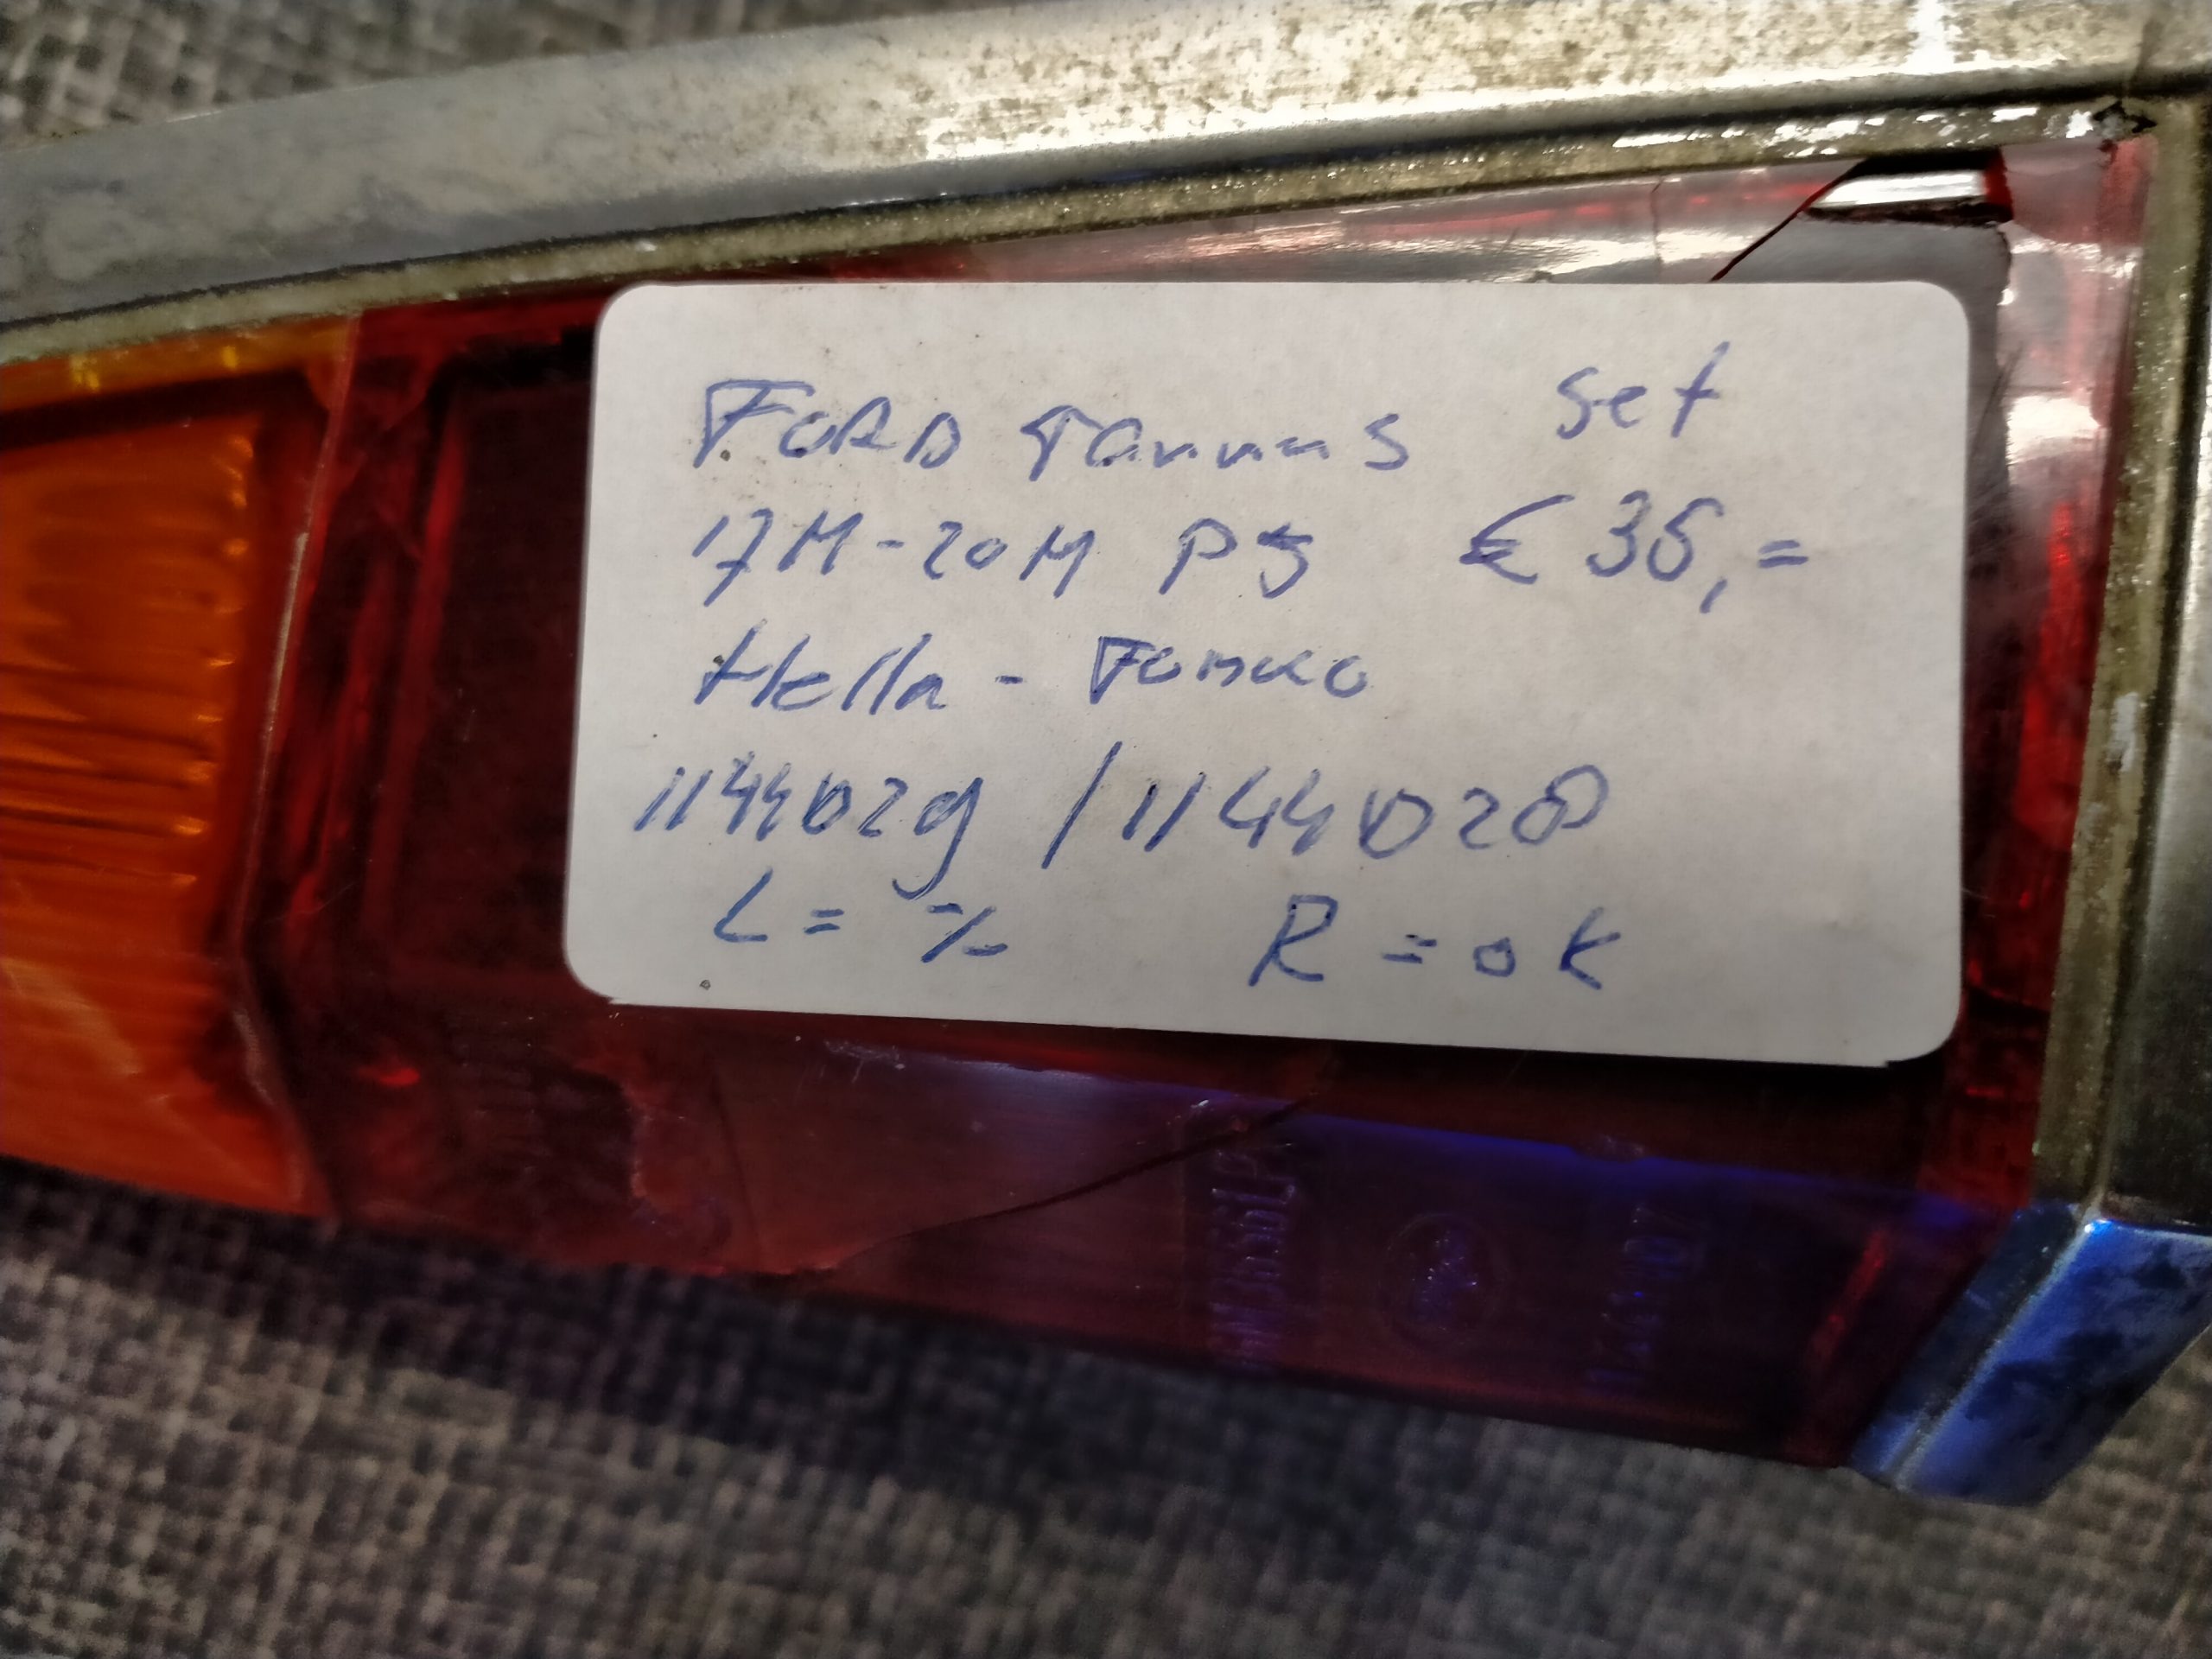 FORD Taunus set
17M-20M P5 € 35,=
Hella - Fomoco
1144029 / 1144028
L = % R = ok